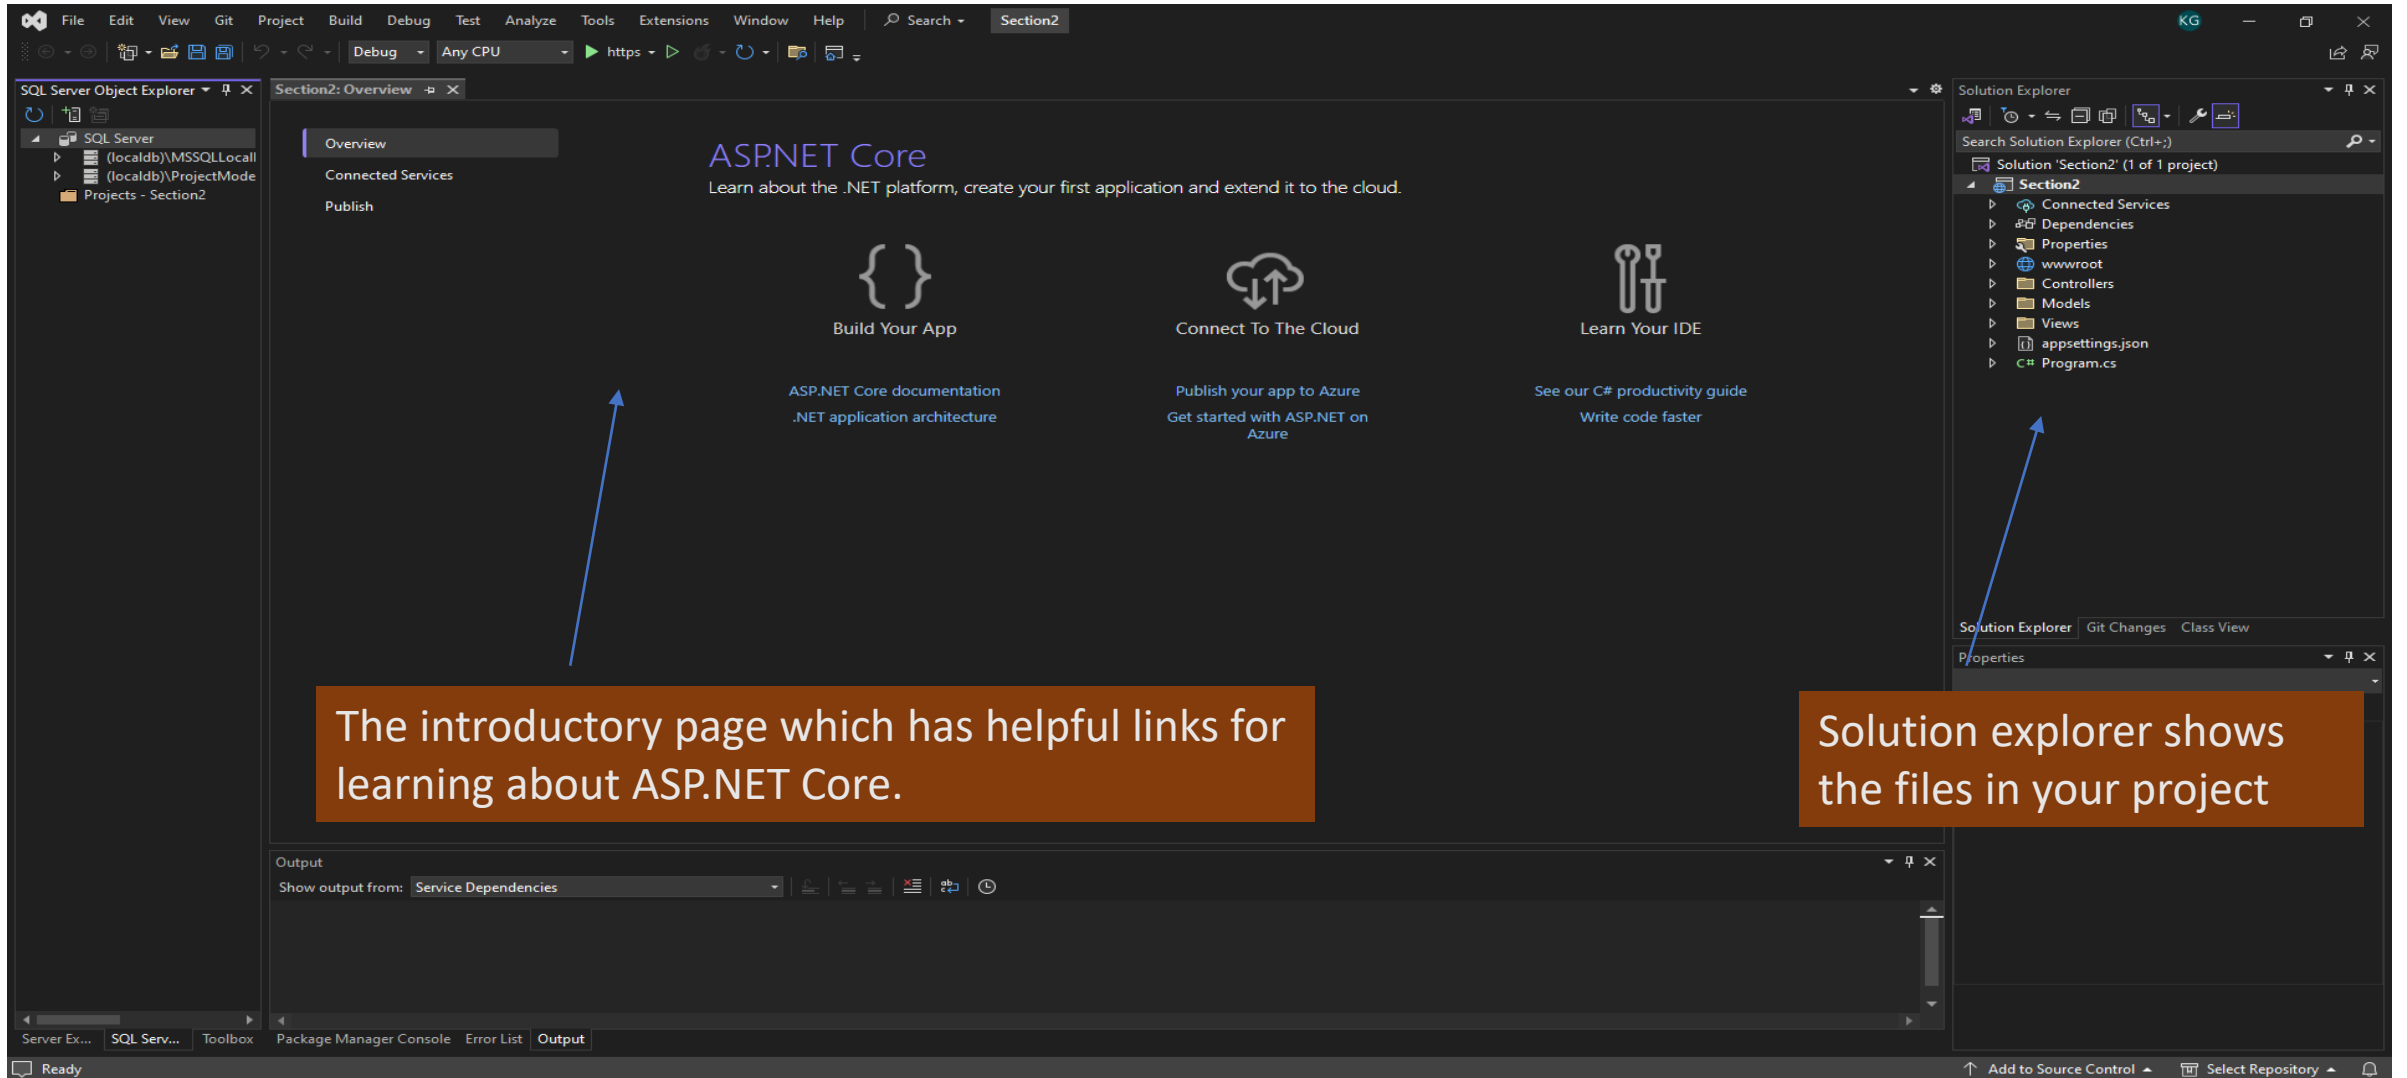 File Edit View Git Project Build Debug Test Analyze Tools Extensions Window Help Search Section2 KG
Debug Any CPU https
SQL Server Object Explorer
SQL Server
(localdb)\MSSQLLocall
(localdb)\ProjectMode
Projects - Section2
Section2: Overview
Overview
Connected Services
Publish
ASP.NET Core
Learn about the .NET platform, create your first application and extend it to the cloud.
Build Your App
ASP.NET Core documentation
.NET application architecture
Connect To The Cloud
Publish your app to Azure
Get started with ASP.NET on
Azure
Learn Your IDE
See our C# productivity guide
Write code faster
Solution Explorer
Search Solution Explorer (Ctrl+;)
Solution 'Section2' (1 of 1 project)
Section2
Connected Services
Dependencies
Properties
wwwroot
Controllers
Models
Views
appsettings.json
C# Program.cs
Solution Explorer Git Changes Class View
Properties
The introductory page which has helpful links for
learning about ASP.NET Core.
Solution explorer shows
the files in your project
Output
Show output from: Service Dependencies
Server Ex... SQL Serv... Toolbox
Package Manager Console Error List Output
Ready
Add to Source Control Select Repository